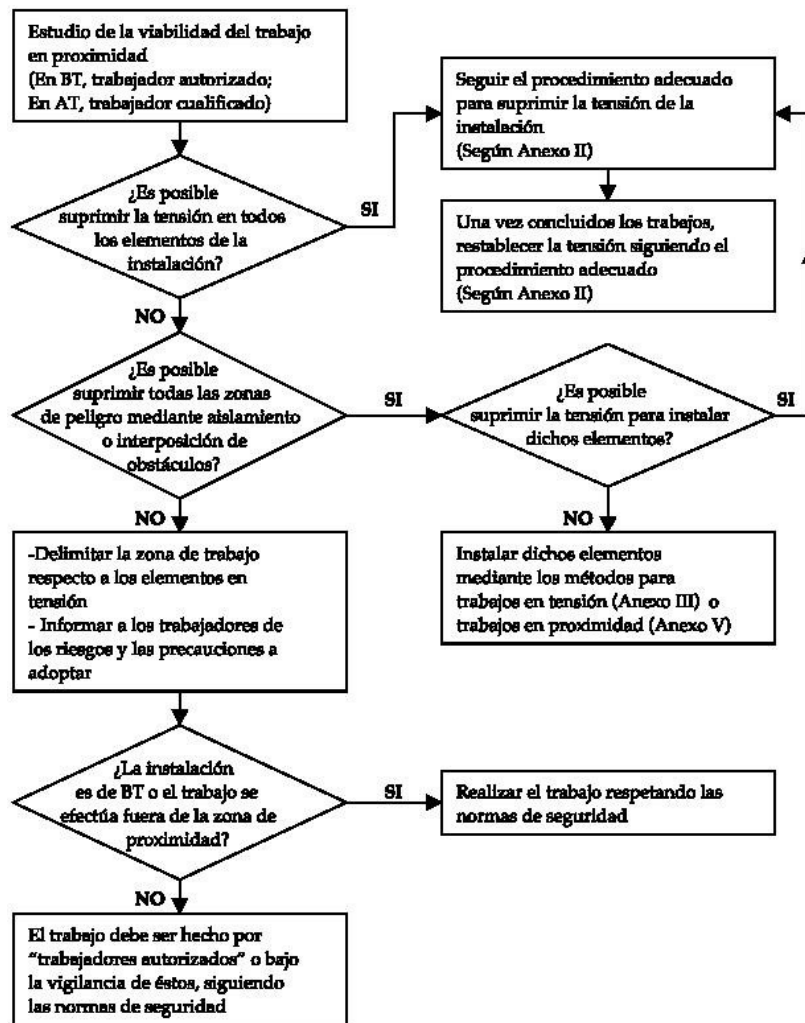 Estudio de la viabilidad del trabajo
en proximidad
(En BT, trabajador autorizado;
En AT, trabajador cualificado)
¿Es posible
suprimir la tensión en todos
los elementos de la
instalación?
SI
Seguir el procedimiento adecuado
para suprimir la tensión de la
instalación
(Según Anexo II)
Una vez concluidos los trabajos,
restablecer la tensión siguiendo el
procedimiento adecuado
(Según Anexo II)
NO
¿Es posible
suprimir todas las zonas
de peligro mediante aislamiento
o interposición de
obstáculos?
SI
¿Es posible
suprimir la tensión para instalar
dichos elementos?
SI
NO
Instalar dichos elementos
mediante los métodos para
trabajos en tensión (Anexo III) o
trabajos en proximidad (Anexo V)
NO
-Delimitar la zona de trabajo
respecto a los elementos en
tensión
- Informar a los trabajadores de
los riesgos y las precauciones a
adoptar
¿La instalación
es de BT o el trabajo se
efectúa fuera de la zona de
proximidad?
SI
Realizar el trabajo respetando las
normas de seguridad
NO
El trabajo debe ser hecho por
“trabajadores autorizados” o bajo
la vigilancia de éstos, siguiendo
las normas de seguridad